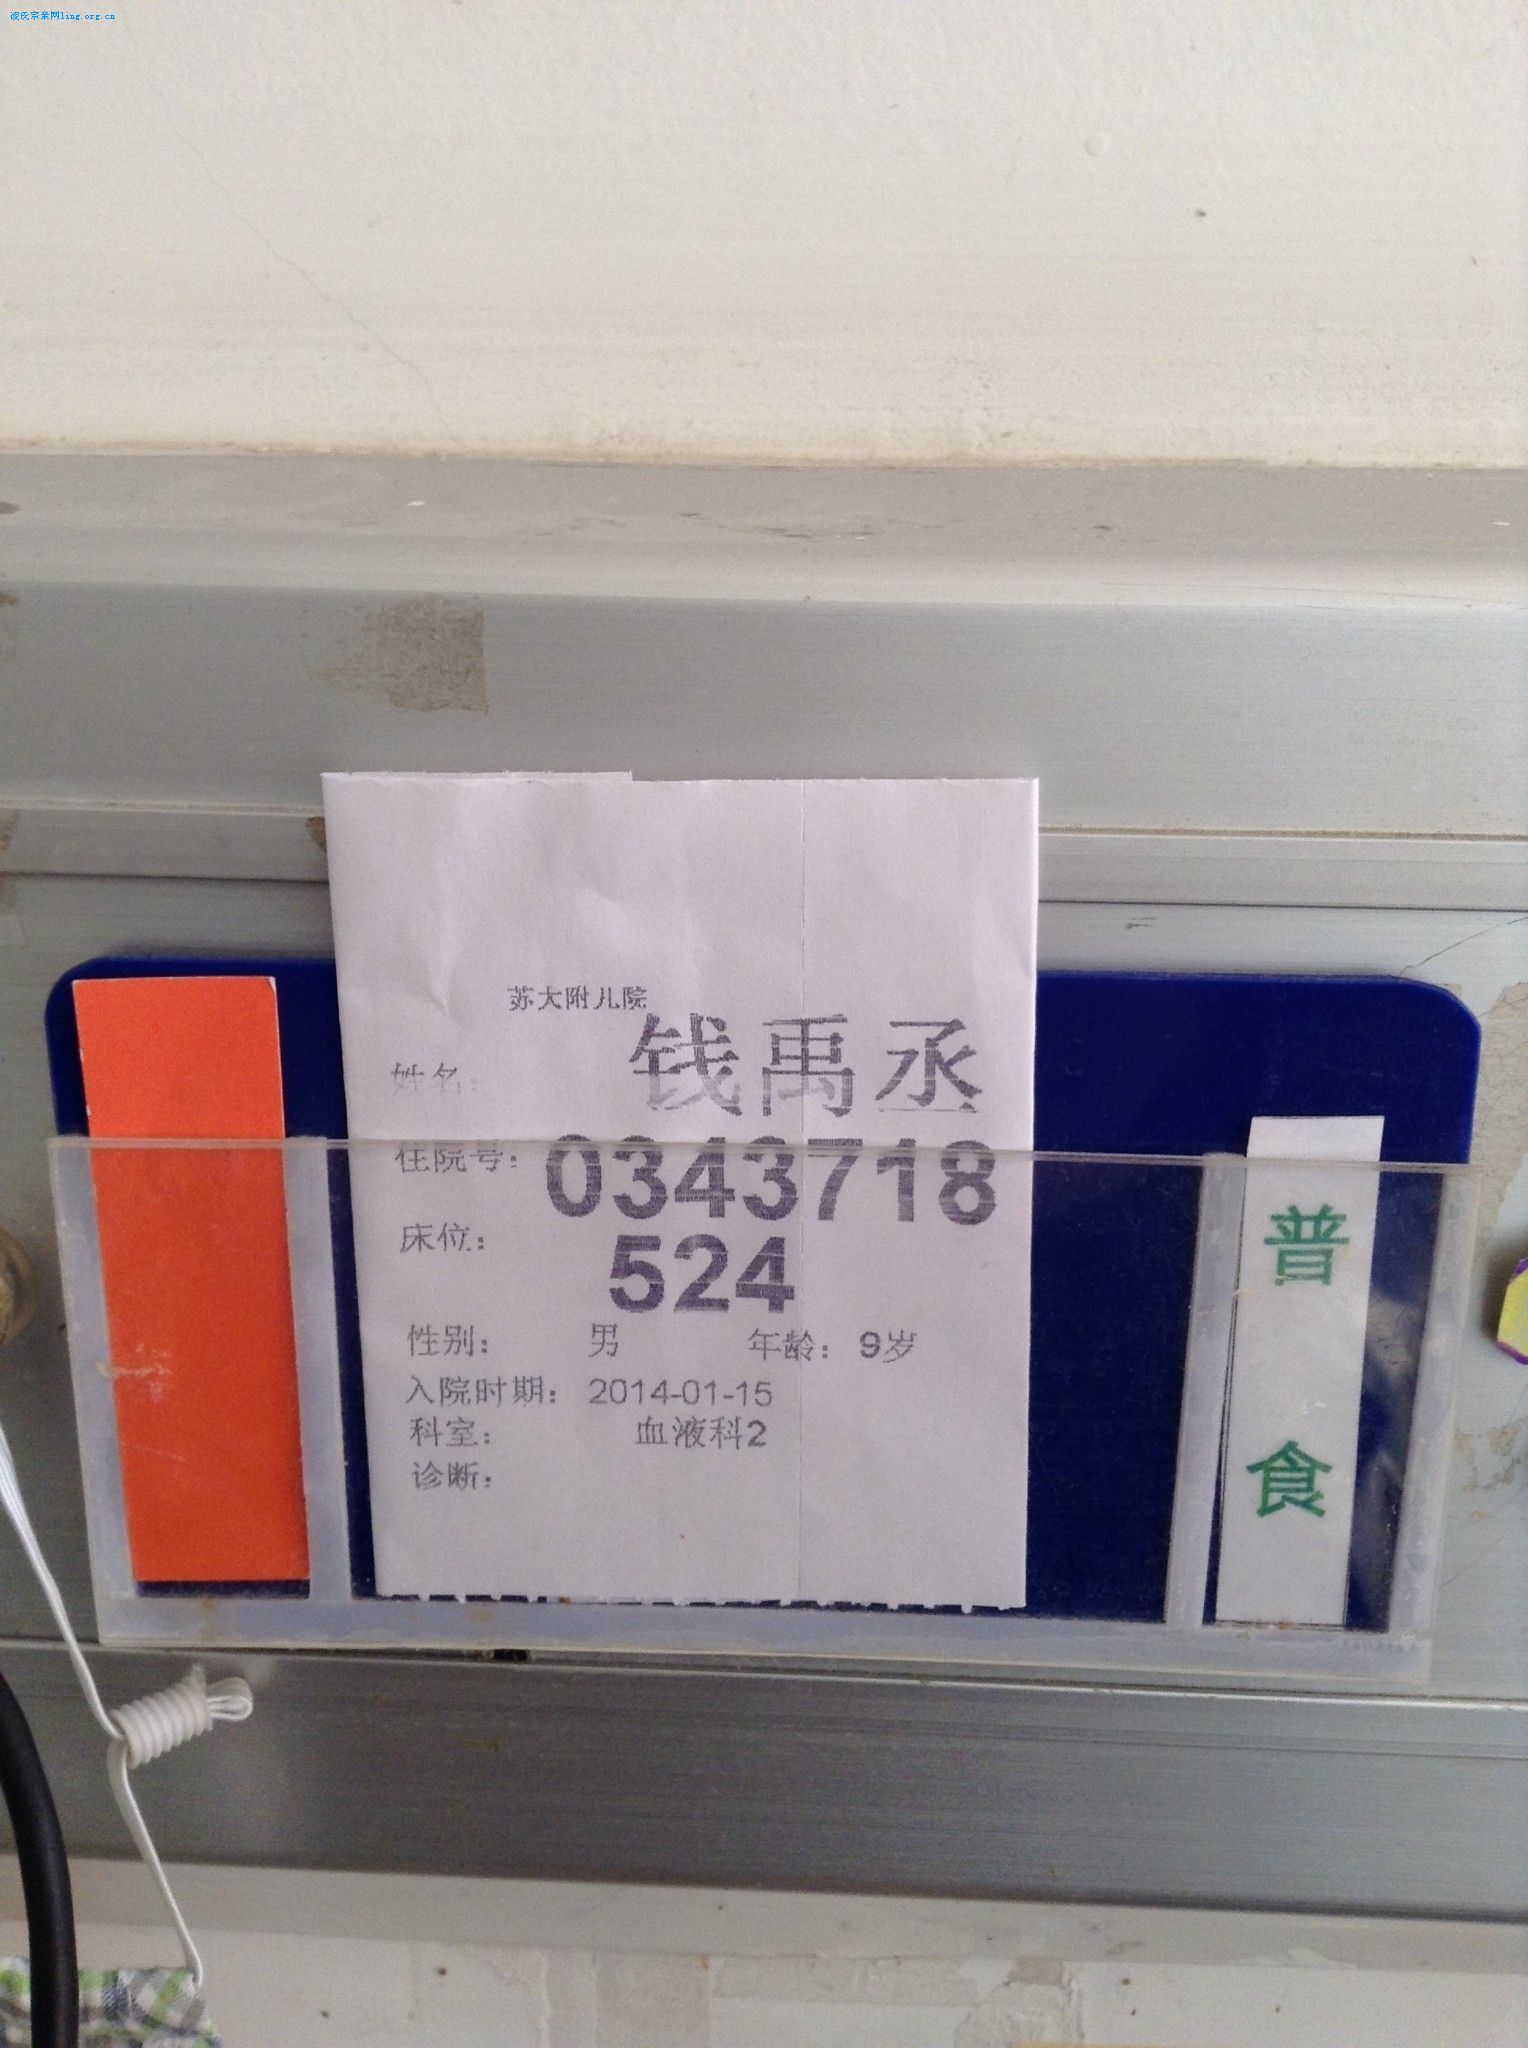 凌氏宗亲网ling.org.cn
苏大附儿院
姓名: 钱禹丞
住院号: 0343718
床位: 524
性别: 男 年龄: 9岁
入院时期: 2014-01-15
科室: 血液科2
诊断:
普食